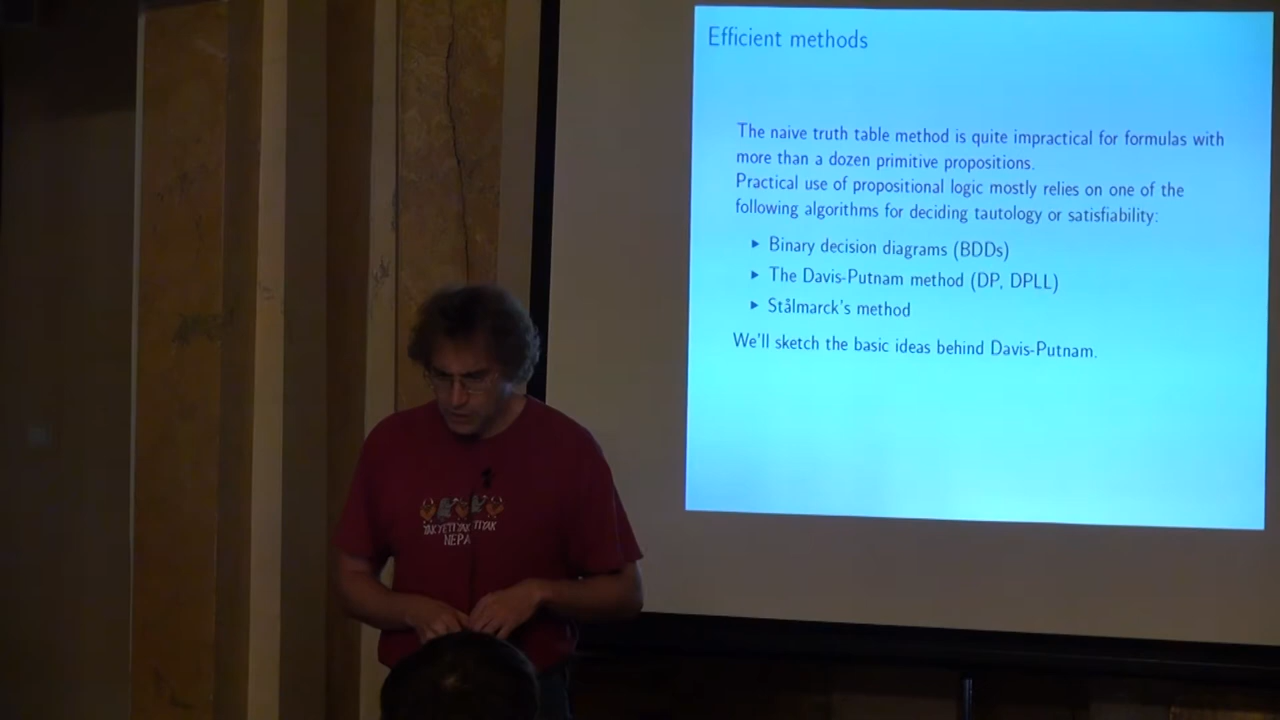 Efficient methods
The naive truth table method is quite impractical for formulas with
more than a dozen primitive propositions.
Practical use of propositional logic mostly relies on one of the
following algorithms for deciding tautology or satisfiability:
▸ Binary decision diagrams (BDDs)
▸ The Davis-Putnam method (DP, DPLL)
▸ Stålmarck's method
We'll sketch the basic ideas behind Davis-Putnam.
NEPA